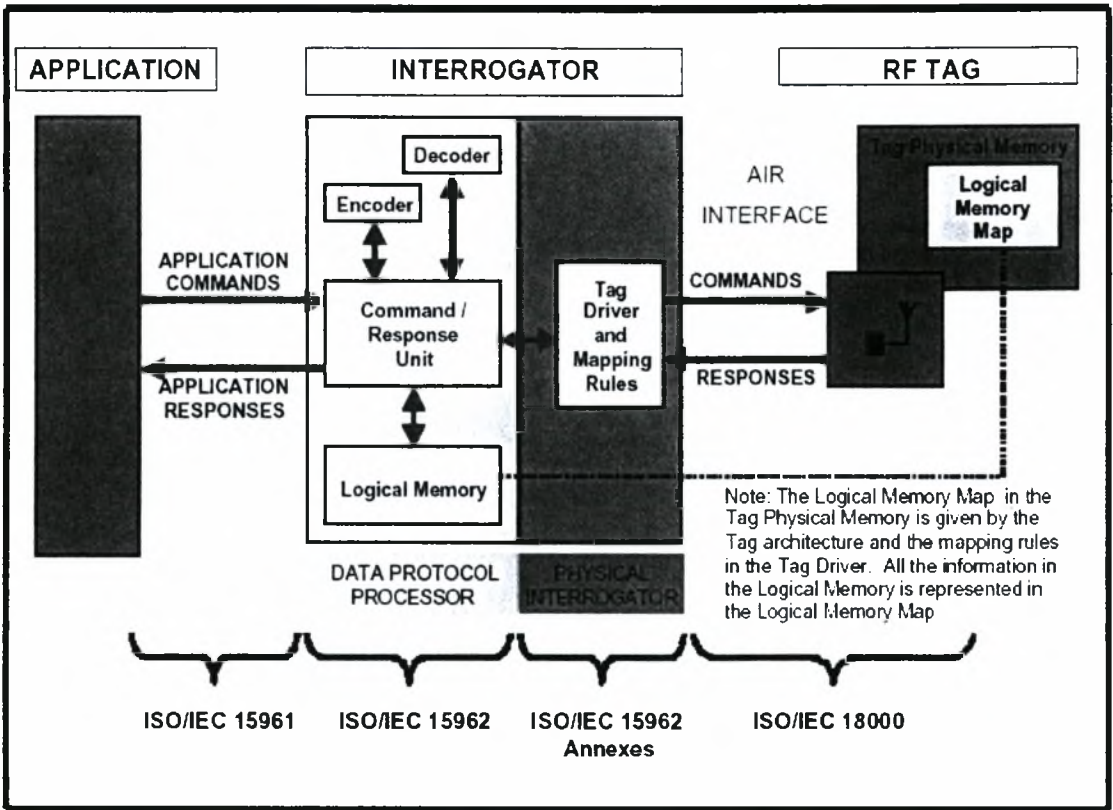 APPLICATION
INTERROGATOR
RF TAG
Decoder
Encoder
Tag Physical Memory
Logical
Memory
Map
AIR
INTERFACE
APPLICATION
COMMANDS
Command /
Response
Unit
Tag
Driver
and
Mapping
Rules
COMMANDS
RESPONSES
APPLICATION
RESPONSES
Logical Memory
Note: The Logical Memory Map in the
Tag Physical Memory is given by the
Tag architecture and the mapping rules
in the Tag Driver. All the information in
the Logical Memory is represented in
the Logical Memory Map
DATA PROTOCOL
PROCESSOR
PHYSICAL
INTERROGATOR
ISO/IEC 15961
ISO/IEC 15962
ISO/IEC 15962
Annexes
ISO/IEC 18000